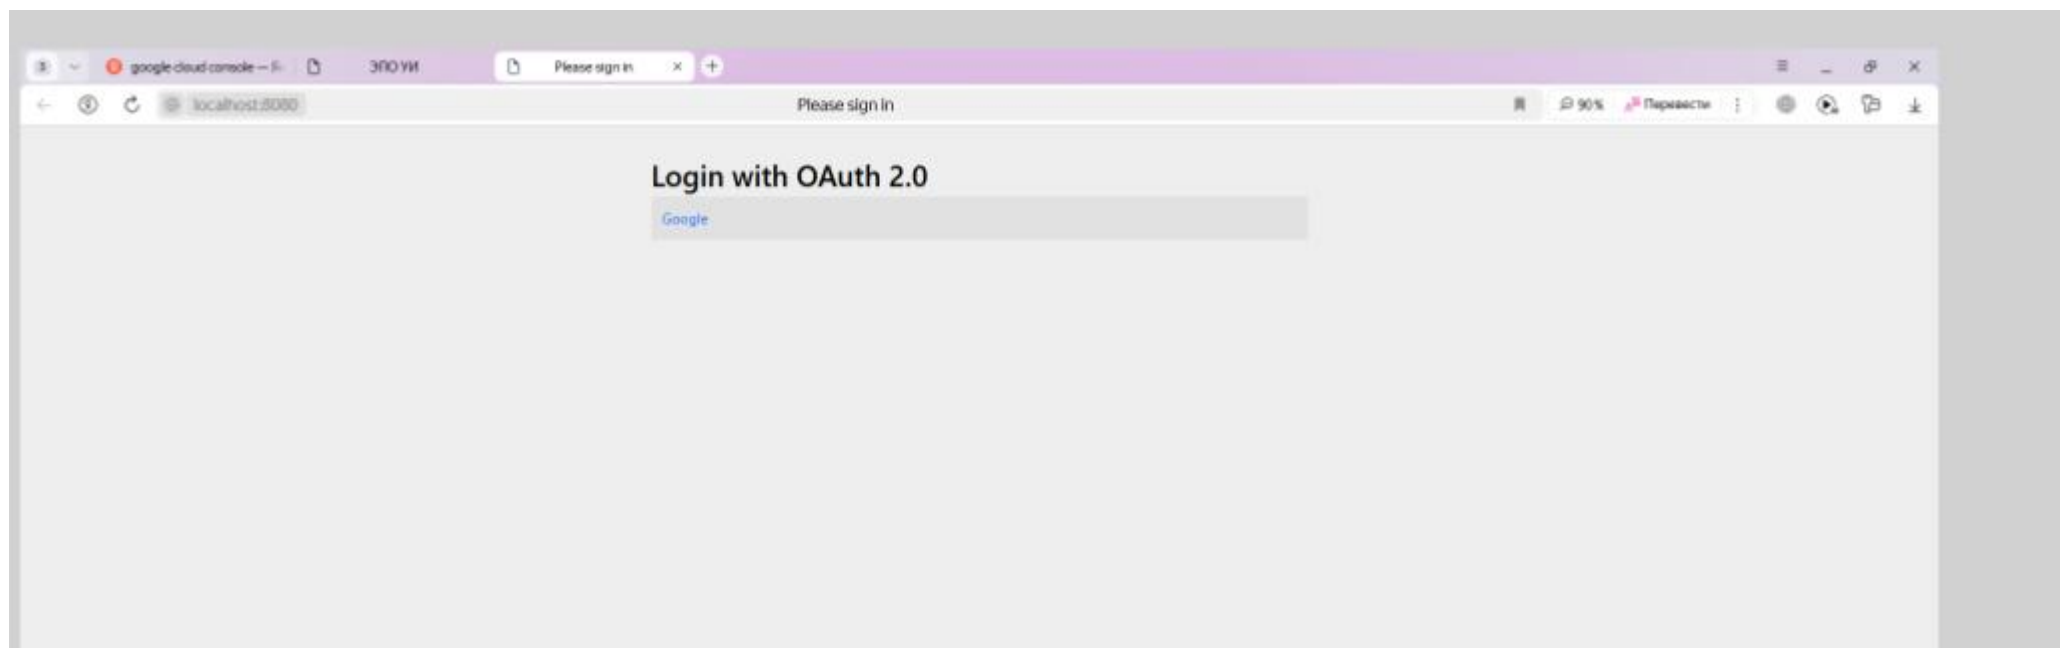 google cloud console — Я
ЭПО УИ
Please sign in
localhost:8080
Please sign in
90 %
Перевести
Login with OAuth 2.0
Google